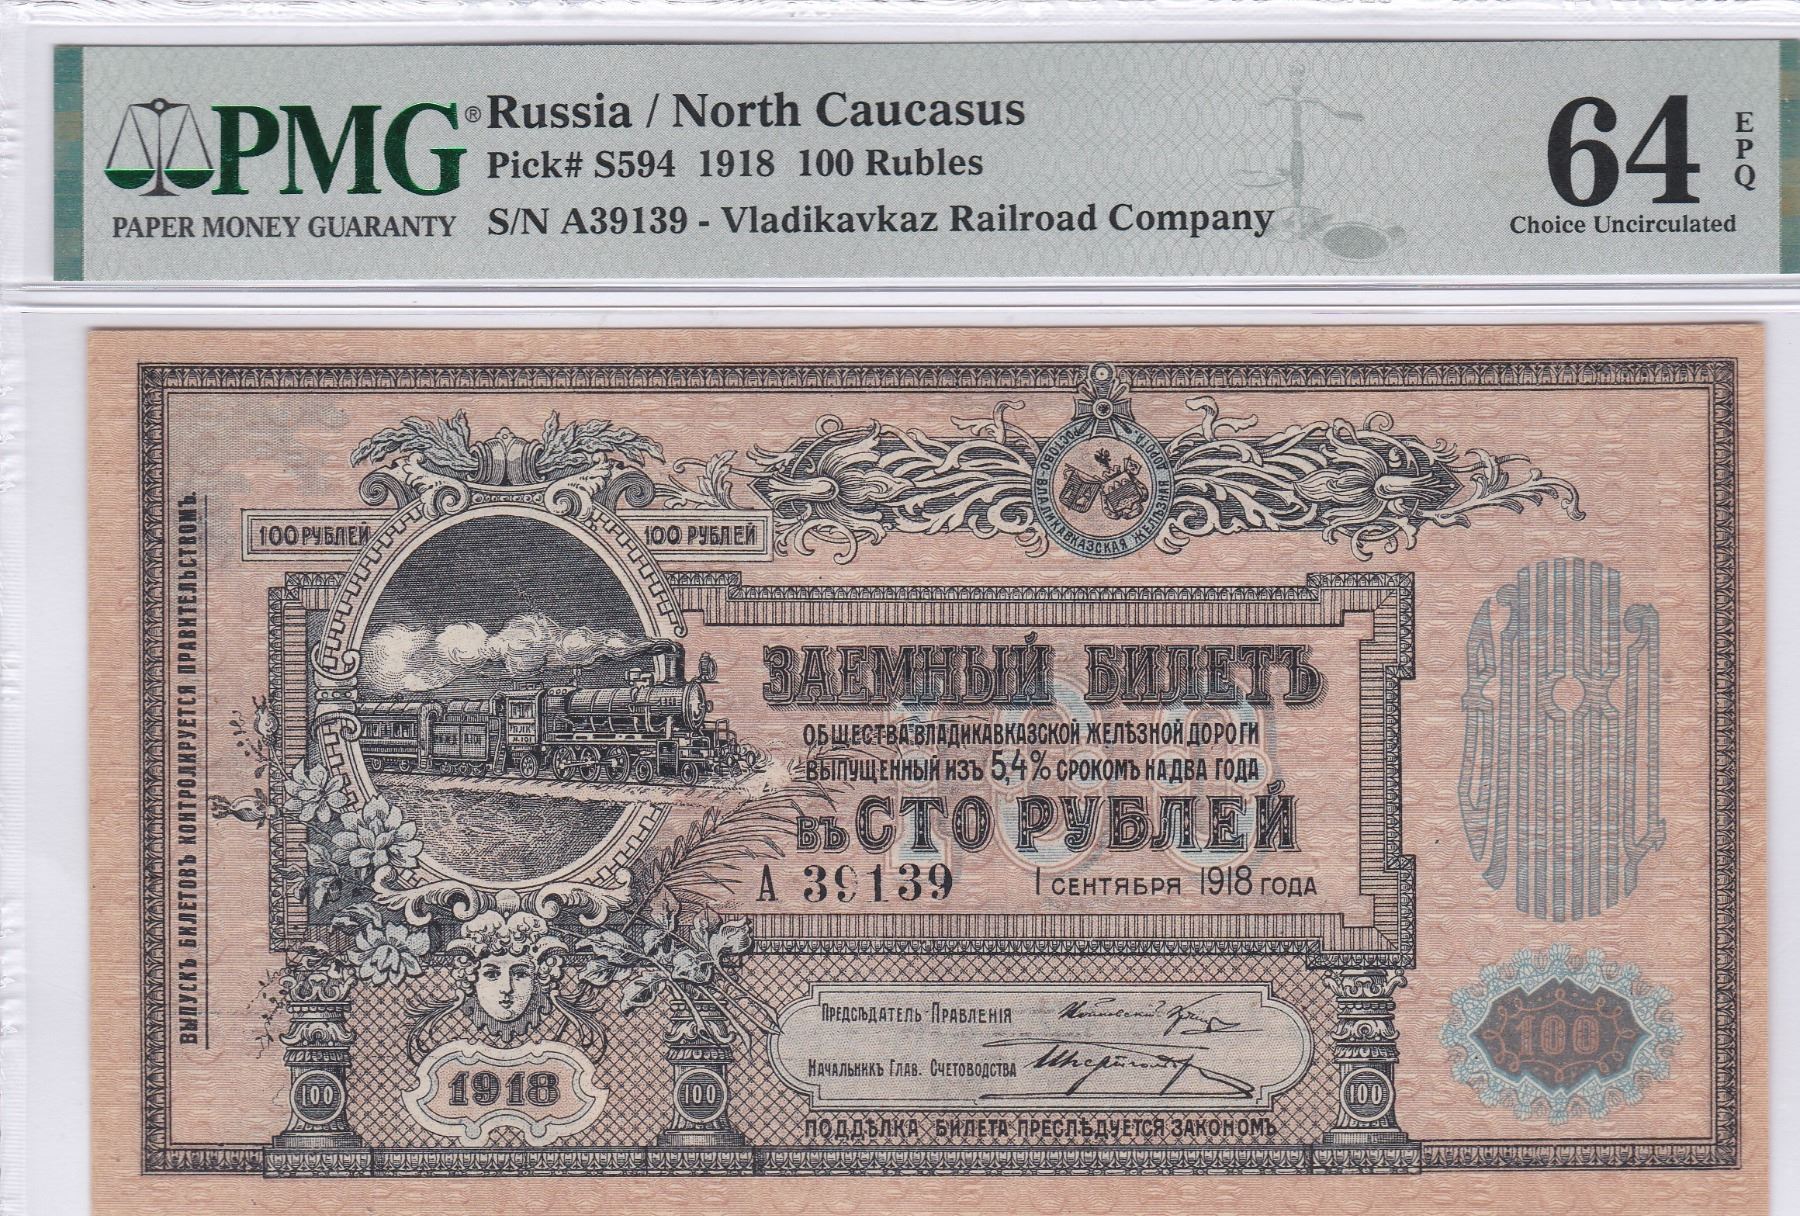 PMG®
PAPER MONEY GUARANTY
Russia / North Caucasus
Pick# S594 1918 100 Rubles
S/N A39139 - Vladikavkaz Railroad Company
64
EPQ
Choice Uncirculated
РОСТОВО-ВЛАДИКАВКАЗСКАЯ ЖЕЛѢЗНАЯ ДОРОГА
100 РУБЛЕЙ
100 РУБЛЕЙ
ВЫПУСКЪ БИЛЕТОВЪ КОНТРОЛИРУЕТСЯ ПРАВИТЕЛЬСТВОМЪ.
ЗАЕМНЫЙ БИЛЕТЪ
100
ОБЩЕСТВА ВЛАДИКАВКАЗСКОЙ ЖЕЛѢЗНОЙ ДОРОГИ
ВЫПУЩЕННЫЙ ИЗЪ 5,4% СРОКОМЪ НА ДВА ГОДА
ВЪ СТО РУБЛЕЙ
А 39139 1 СЕНТЯБРЯ 1918 ГОДА
ПРЕДСѢДАТЕЛЬ ПРАВЛЕНІЯ
НАЧАЛЬНИКЪ ГЛАВ. СЧЕТОВОДСТВА
1918
100
100
100
100
ПОДДѢЛКА БИЛЕТА ПРЕСЛѢДУЕТСЯ ЗАКОНОМЪ